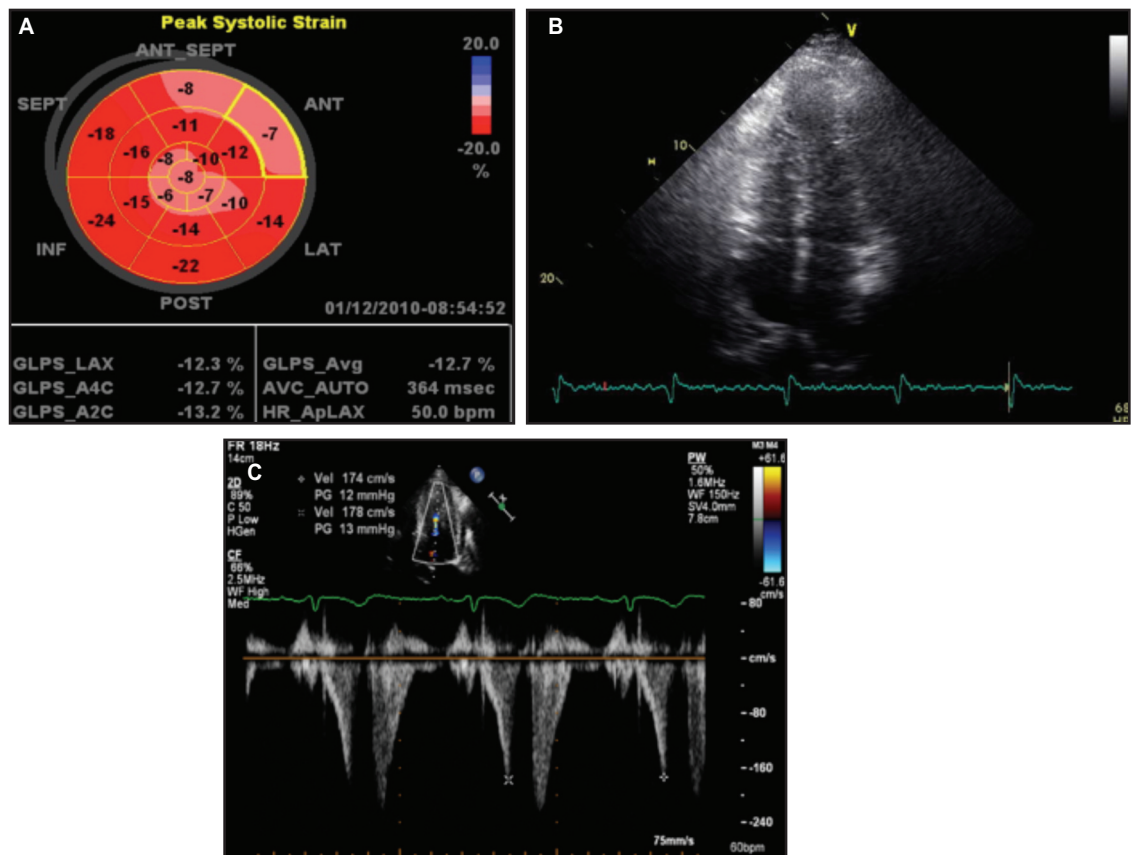 A
Peak Systolic Strain
ANT_SEPT
SEPT
ANT
INF
LAT
POST
-8
-7
-18
-11
-12
-16
-8
-10
-8
-6
-7
-10
-15
-14
-24
-14
-22
20.0
-20.0
%
01/12/2010-08:54:52
GLPS_LAX -12.3 % GLPS_Avg -12.7 %
GLPS_A4C -12.7 % AVC_AUTO 364 msec
GLPS_A2C -13.2 % HR_ApLAX 50.0 bpm
B
V
10
20
68
HR
C
FR 18Hz
14cm
2D
89%
C 50
P Low
HGen
CF
66%
2.5MHz
WF High
Med
Vel 174 cm/s
PG 12 mmHg
Vel 178 cm/s
PG 13 mmHg
PW
50%
1.6MHz
WF 150Hz
SV4.0mm
7.8cm
M3 M4
+61.6
-61.6
cm/s
-80
-cm/s
--80
--160
--240
75mm/s
60bpm